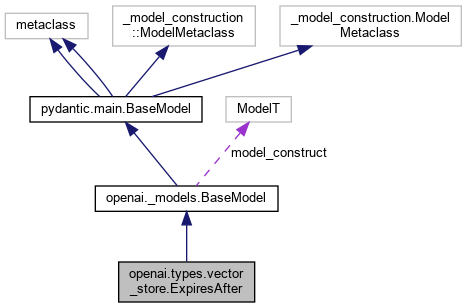 metaclass
_model_construction
::ModelMetaclass
_model_construction.Model
Metaclass
pydantic.main.BaseModel
ModelT
model_construct
openai._models.BaseModel
openai.types.vector
_store.ExpiresAfter